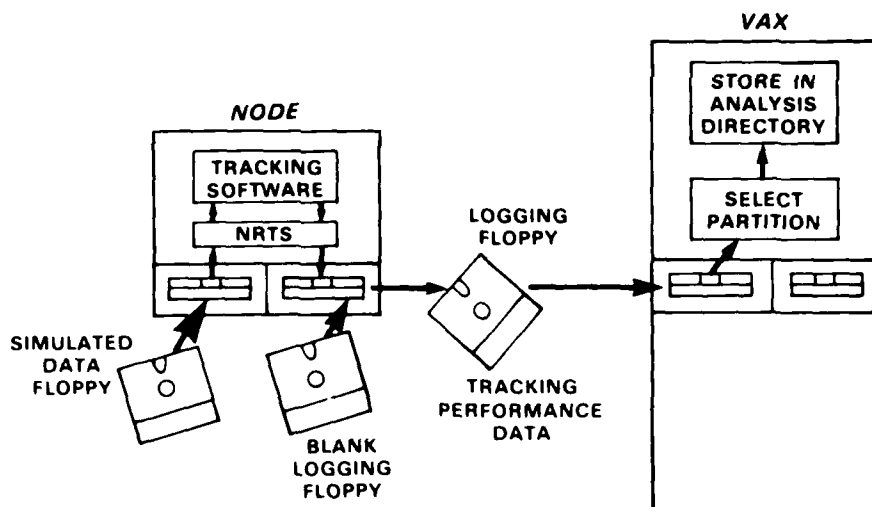 VAX
STORE IN
ANALYSIS
DIRECTORY
NODE
TRACKING
SOFTWARE
SELECT
PARTITION
LOGGING
FLOPPY
NRTS
SIMULATED
DATA
FLOPPY
TRACKING
PERFORMANCE
DATA
BLANK
LOGGING
FLOPPY